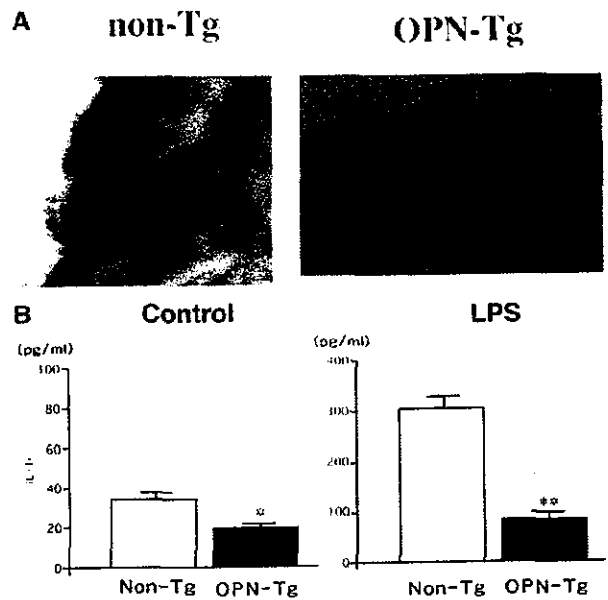 A non-Tg OPN-Tg
B Control LPS
(pg/ml) (pg/ml)
100 400
80 300
60 200
40 100
20 0
0
* **
Non-Tg OPN-Tg Non-Tg OPN-Tg